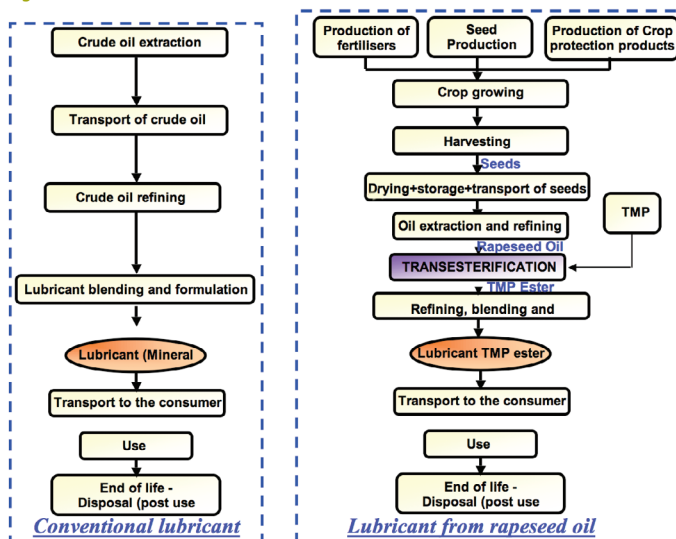 Crude oil extraction
Transport of crude oil
Crude oil refining
Lubricant blending and formulation
Lubricant (Mineral
Transport to the consumer
Use
End of life -
Disposal (post use
Conventional lubricant
Production of
fertilisers
Seed
Production
Production of Crop
protection products
Crop growing
Harvesting
Seeds
Drying+storage+transport of seeds
Oil extraction and refining
TMP
Rapeseed Oil
TRANSESTERIFICATION
TMP Ester
Refining, blending and
Lubricant TMP ester
Transport to the consumer
Use
End of life -
Disposal (post use
Lubricant from rapeseed oil